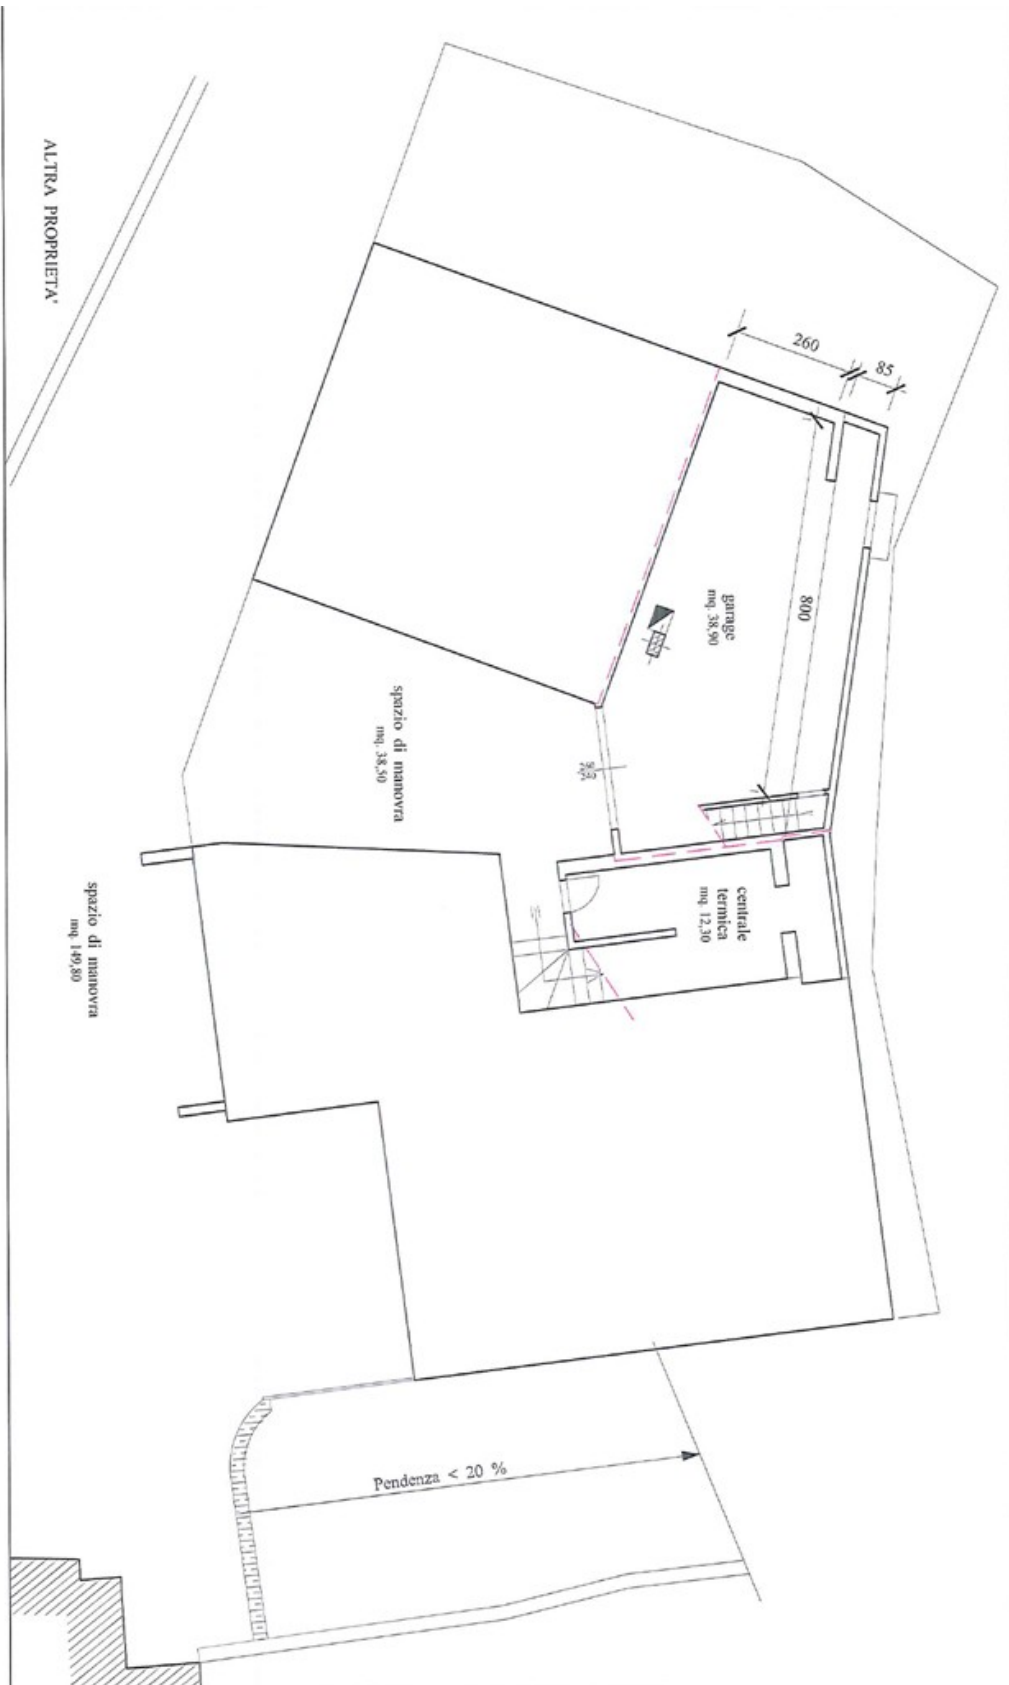 ALTRA PROPRIETA'
260
85
800
garage
mq. 38,90
spazio di manovra
mq. 38,50
centrale
termica
mq. 12,30
spazio di manovra
mq. 149,80
Pendenza < 20 %